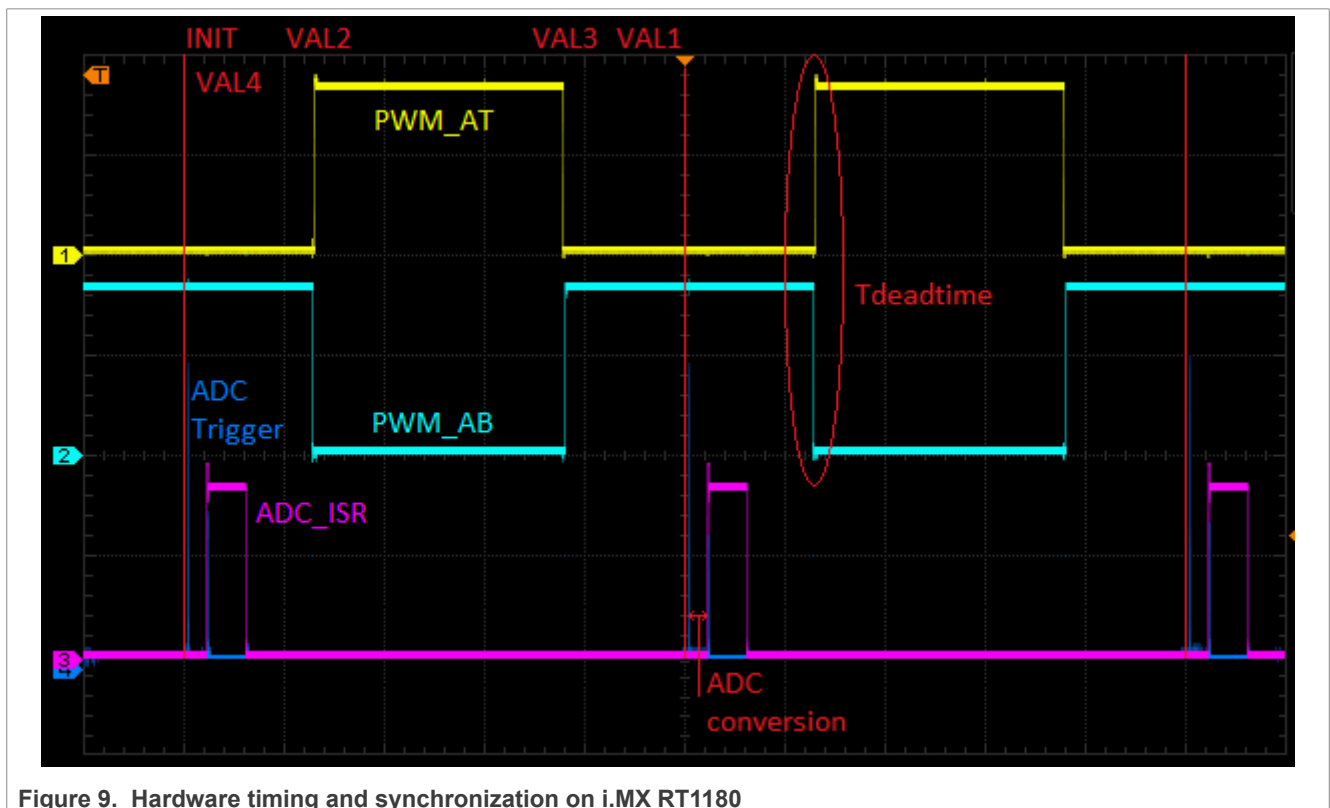 INIT VAL2 VAL3 VAL1
T
VAL4
PWM_AT
1
Tdeadtime
ADC
Trigger
PWM_AB
2
ADC_ISR
3
4
ADC
conversion
Figure 9. Hardware timing and synchronization on i.MX RT1180